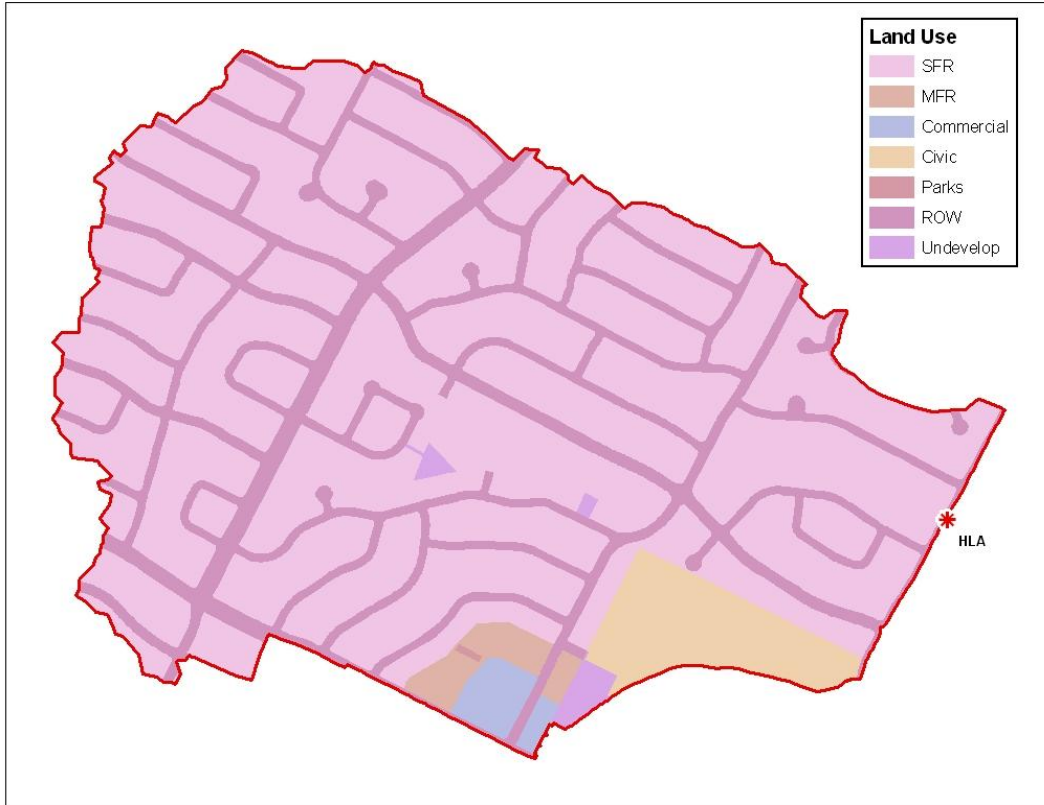 Land Use
SFR
MFR
Commercial
Civic
Parks
ROW
Undevelop
HLA